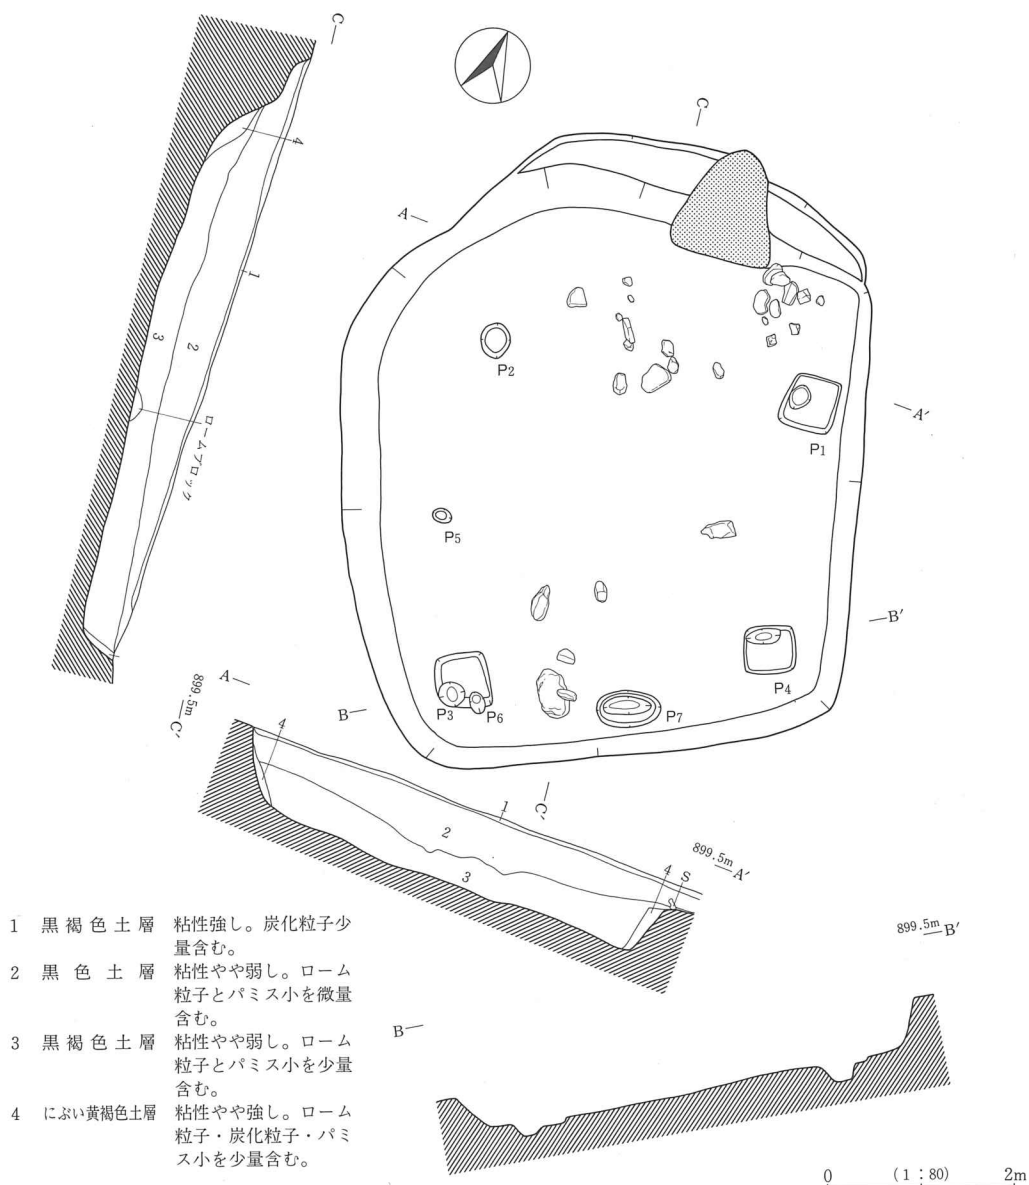 C
4
1
2
3
ロームブロック
899.5m
C′
C
A
A′
P2
P1
P5
B′
P3
P6
P7
P4
B
C′
A
4
1
2
3
4
S
899.5m
A′
1 黒褐色土層 粘性強し。炭化粒子少
量含む。
2 黒色土層 粘性やや弱し。ローム
粒子とパミス小を微量
含む。
3 黒褐色土層 粘性やや弱し。ローム
粒子とパミス小を少量
含む。
4 にぶい黄褐色土層 粘性やや強し。ローム
粒子・炭化粒子・パミ
ス小を少量含む。
B
899.5m
B′
0 (1:80) 2m